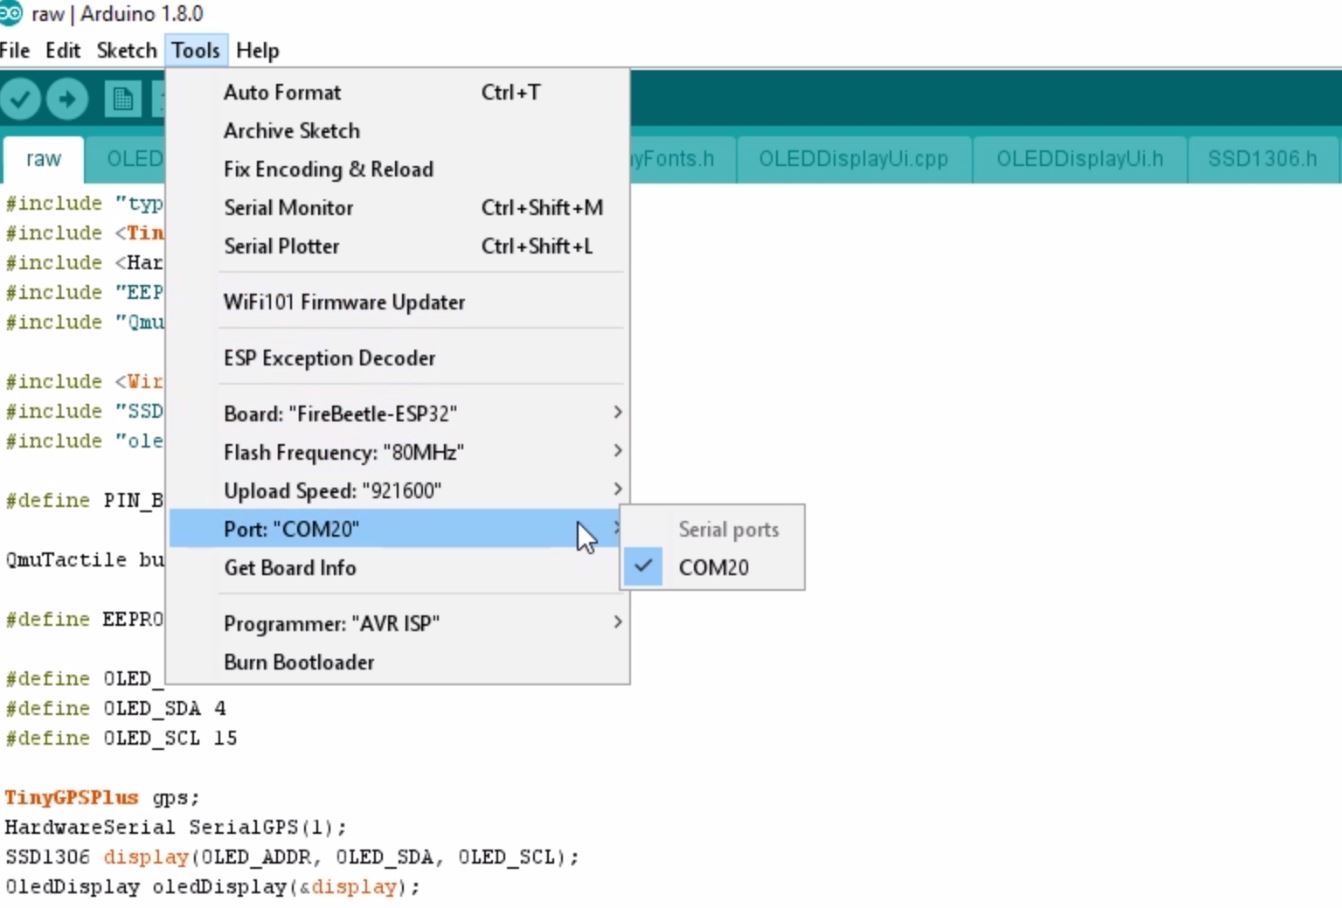 raw | Arduino 1.8.0
File Edit Sketch Tools Help
raw OLED yFonts.h OLEDDisplayUi.cpp OLEDDisplayUi.h SSD1306.h
Auto Format Ctrl+T
Archive Sketch
Fix Encoding & Reload
Serial Monitor Ctrl+Shift+M
Serial Plotter Ctrl+Shift+L
WiFi101 Firmware Updater
ESP Exception Decoder
Board: "FireBeetle-ESP32"
Flash Frequency: "80MHz"
Upload Speed: "921600"
Port: "COM20"
Get Board Info
Programmer: "AVR ISP"
Burn Bootloader
Serial ports
COM20
#include "typ
#include <Tin
#include <Har
#include "EEP
#include "Qmu
#include <Wir
#include "SSD
#include "ole
#define PIN_B
QmuTactile bu
#define EEPRO
#define OLED_
#define OLED_SDA 4
#define OLED_SCL 15
TinyGPSPlus gps;
HardwareSerial SerialGPS(1);
SSD1306 display(OLED_ADDR, OLED_SDA, OLED_SCL);
OledDisplay oledDisplay(&display);